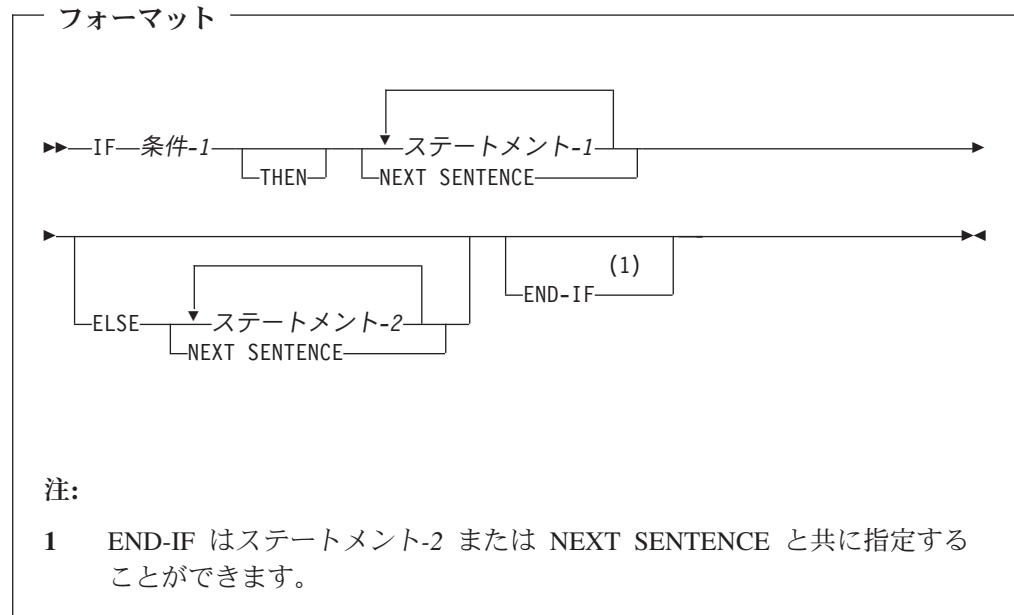 フォーマット
IF 条件-1 THEN ステートメント-1 NEXT SENTENCE
ELSE ステートメント-2 NEXT SENTENCE END-IF (1)
注:
1 END-IF はステートメント-2 または NEXT SENTENCE と共に指定する
ことができます。